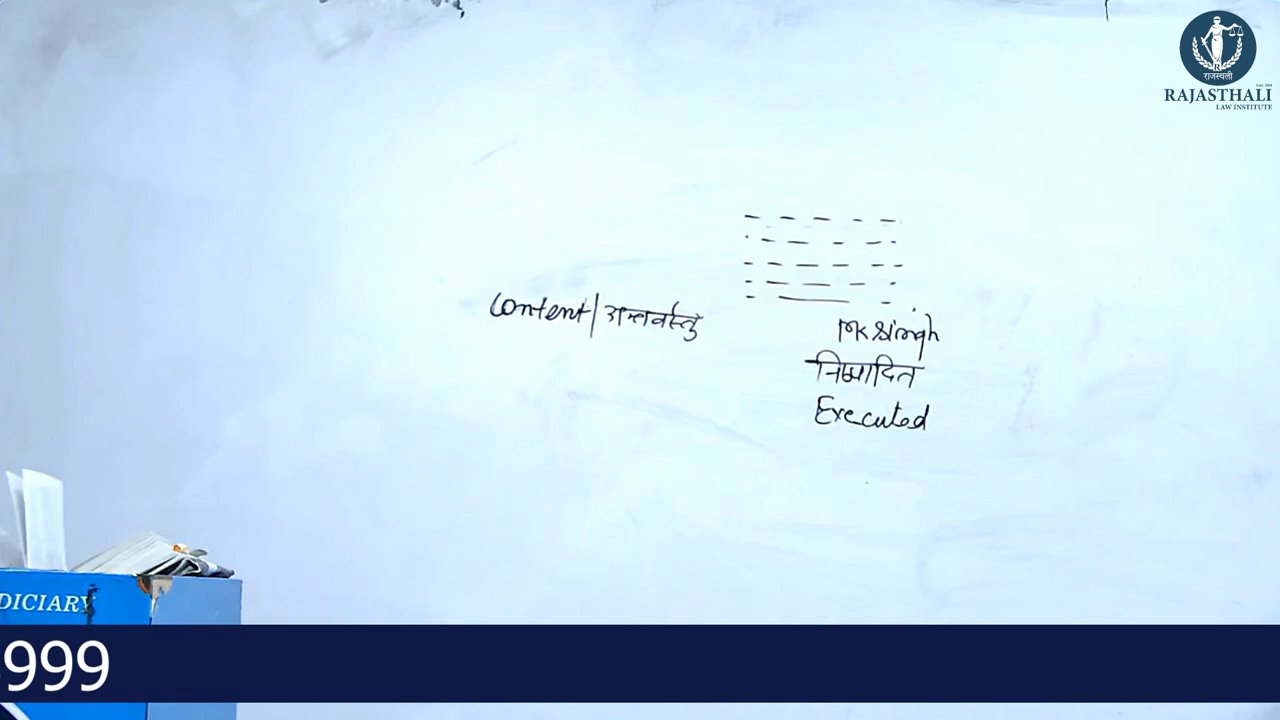 राजस्थली
RAJASTHALI
LAW INSTITUTE
Content/अन्तर्वस्तु
MK Singh
निष्पादित
Executed
DICIARY
999